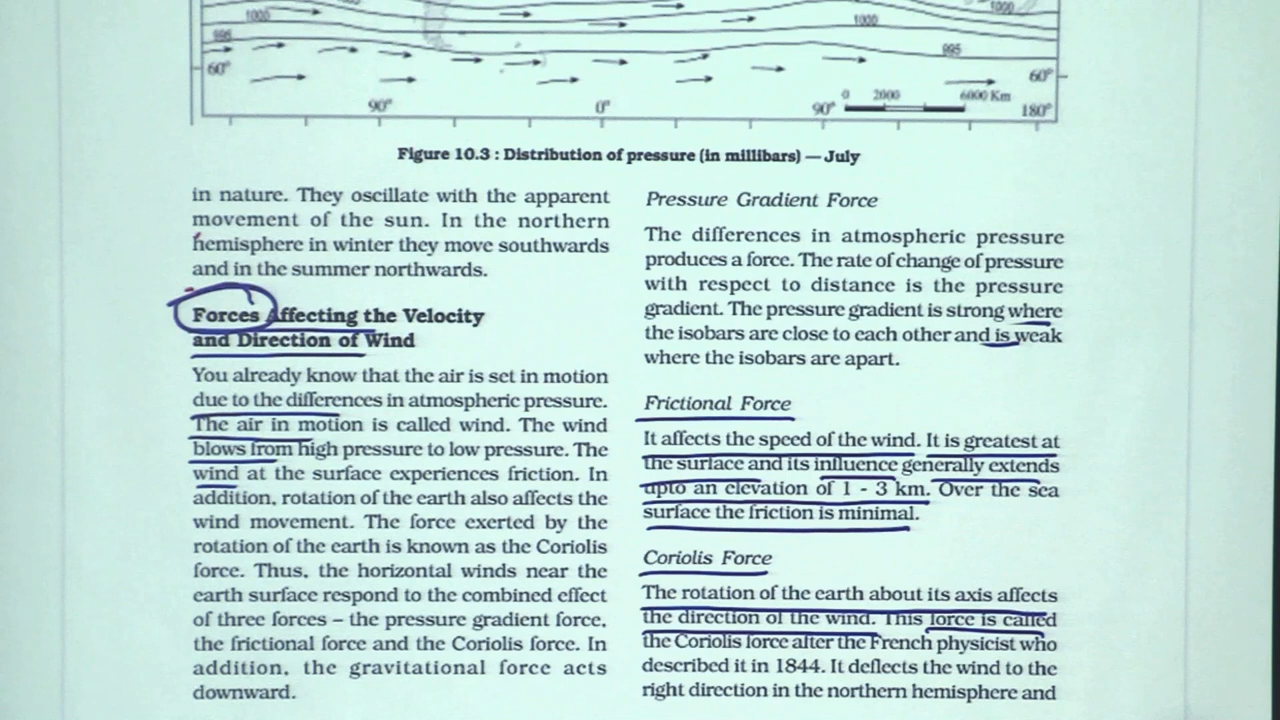 1000
1000
1000
995
995
60°
60°
90°
0°
90°
0 2000 6000 Km
180°
Figure 10.3 : Distribution of pressure (in millibars) — July
in nature. They oscillate with the apparent
movement of the sun. In the northern
hemisphere in winter they move southwards
and in the summer northwards.
Forces Affecting the Velocity
and Direction of Wind
You already know that the air is set in motion
due to the differences in atmospheric pressure.
The air in motion is called wind. The wind
blows from high pressure to low pressure. The
wind at the surface experiences friction. In
addition, rotation of the earth also affects the
wind movement. The force exerted by the
rotation of the earth is known as the Coriolis
force. Thus, the horizontal winds near the
earth surface respond to the combined effect
of three forces – the pressure gradient force,
the frictional force and the Coriolis force. In
addition, the gravitational force acts
downward.
Pressure Gradient Force
The differences in atmospheric pressure
produces a force. The rate of change of pressure
with respect to distance is the pressure
gradient. The pressure gradient is strong where
the isobars are close to each other and is weak
where the isobars are apart.
Frictional Force
It affects the speed of the wind. It is greatest at
the surface and its influence generally extends
upto an elevation of 1 - 3 km. Over the sea
surface the friction is minimal.
Coriolis Force
The rotation of the earth about its axis affects
the direction of the wind. This force is called
the Coriolis force after the French physicist who
described it in 1844. It deflects the wind to the
right direction in the northern hemisphere and